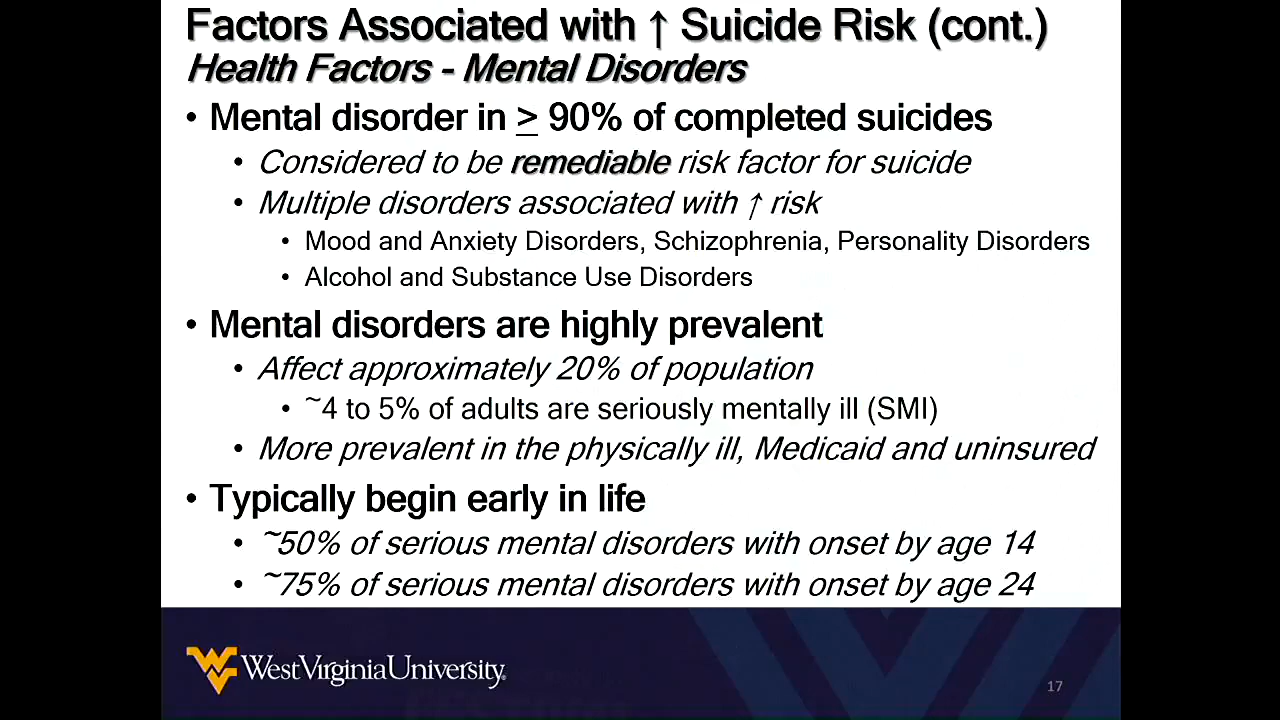 Factors Associated with ↑ Suicide Risk (cont.)
Health Factors - Mental Disorders
• Mental disorder in ≥ 90% of completed suicides
• Considered to be remediable risk factor for suicide
• Multiple disorders associated with ↑ risk
• Mood and Anxiety Disorders, Schizophrenia, Personality Disorders
• Alcohol and Substance Use Disorders
• Mental disorders are highly prevalent
• Affect approximately 20% of population
• ~4 to 5% of adults are seriously mentally ill (SMI)
• More prevalent in the physically ill, Medicaid and uninsured
• Typically begin early in life
• ~50% of serious mental disorders with onset by age 14
• ~75% of serious mental disorders with onset by age 24
WV WestVirginiaUniversity.
17